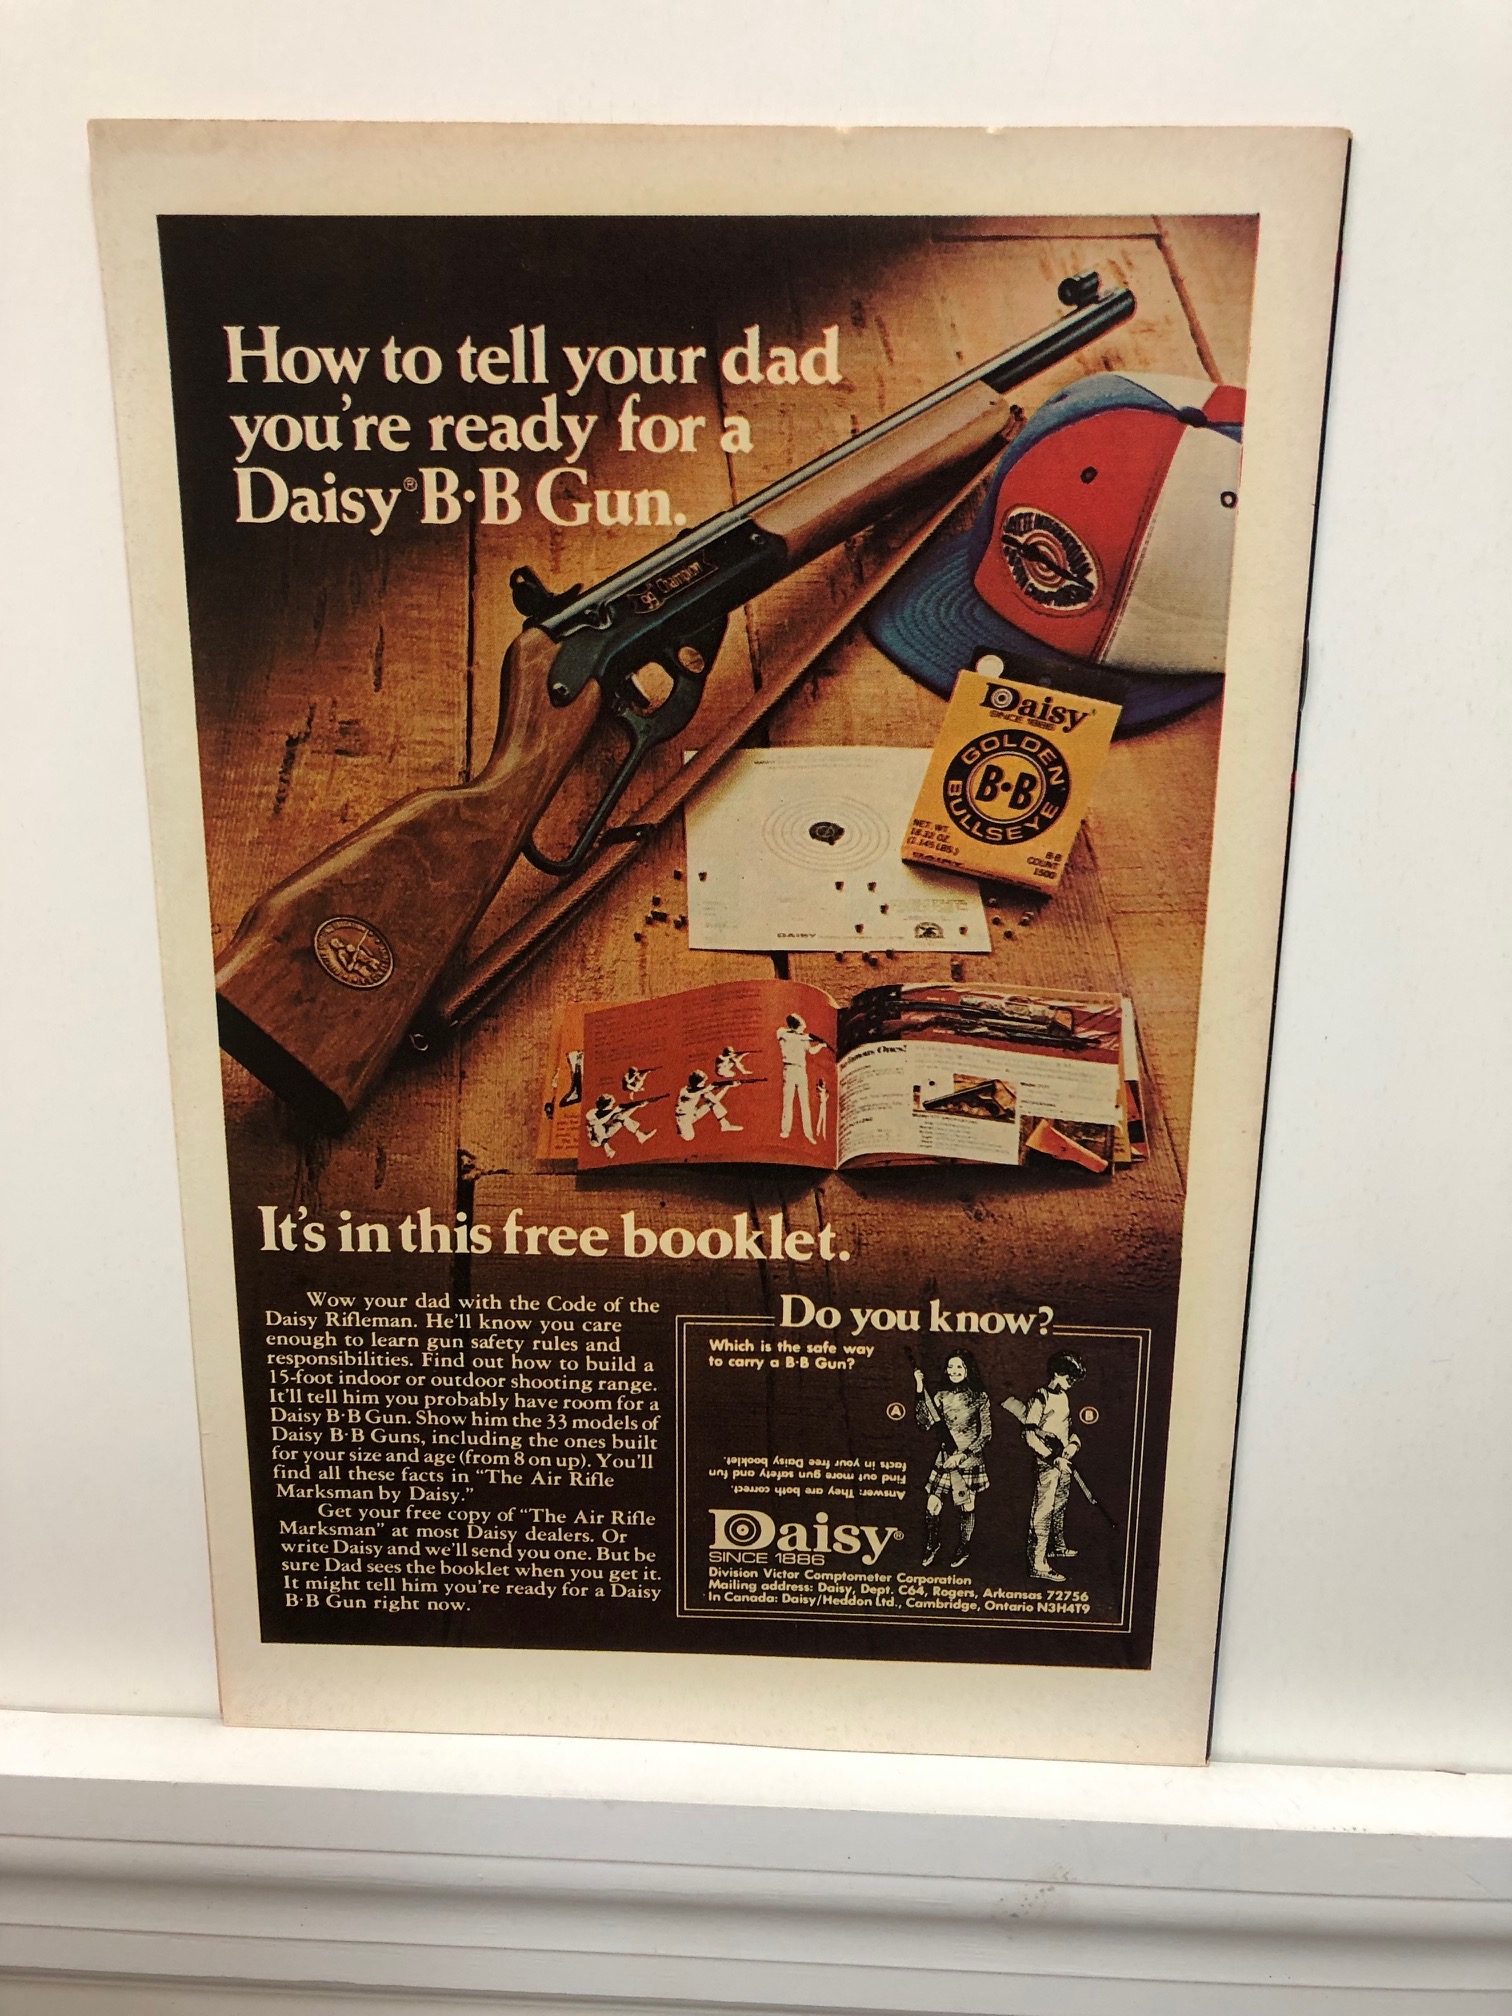 How to tell your dad
you're ready for a
Daisy® B·B Gun.
99 Champion
Daisy
SINCE 1886
GOLDEN
B·B
BULLSEYE
NET. WT.
B·B
COUNT
1500
DAISY
It's in this free booklet.
Wow your dad with the Code of the
Daisy Rifleman. He'll know you care
enough to learn gun safety rules and
responsibilities. Find out how to build a
15-foot indoor or outdoor shooting range.
It'll tell him you probably have room for a
Daisy B·B Gun. Show him the 33 models of
Daisy B·B Guns, including the ones built
for your size and age (from 8 on up). You'll
find all these facts in "The Air Rifle
Marksman by Daisy."
Get your free copy of "The Air Rifle
Marksman" at most Daisy dealers. Or
write Daisy and we'll send you one. But be
sure Dad sees the booklet when you get it.
It might tell him you're ready for a Daisy
B·B Gun right now.
Do you know?
Which is the safe way
to carry a B·B Gun?
A
B
Answer: They are both correct.
Find out more gun safety and fun
facts in your free Daisy booklet.
Daisy®
SINCE 1886
Division Victor Comptometer Corporation
Mailing address: Daisy, Dept. C64, Rogers, Arkansas 72756
In Canada: Daisy/Heddon Ltd., Cambridge, Ontario N3H4T9